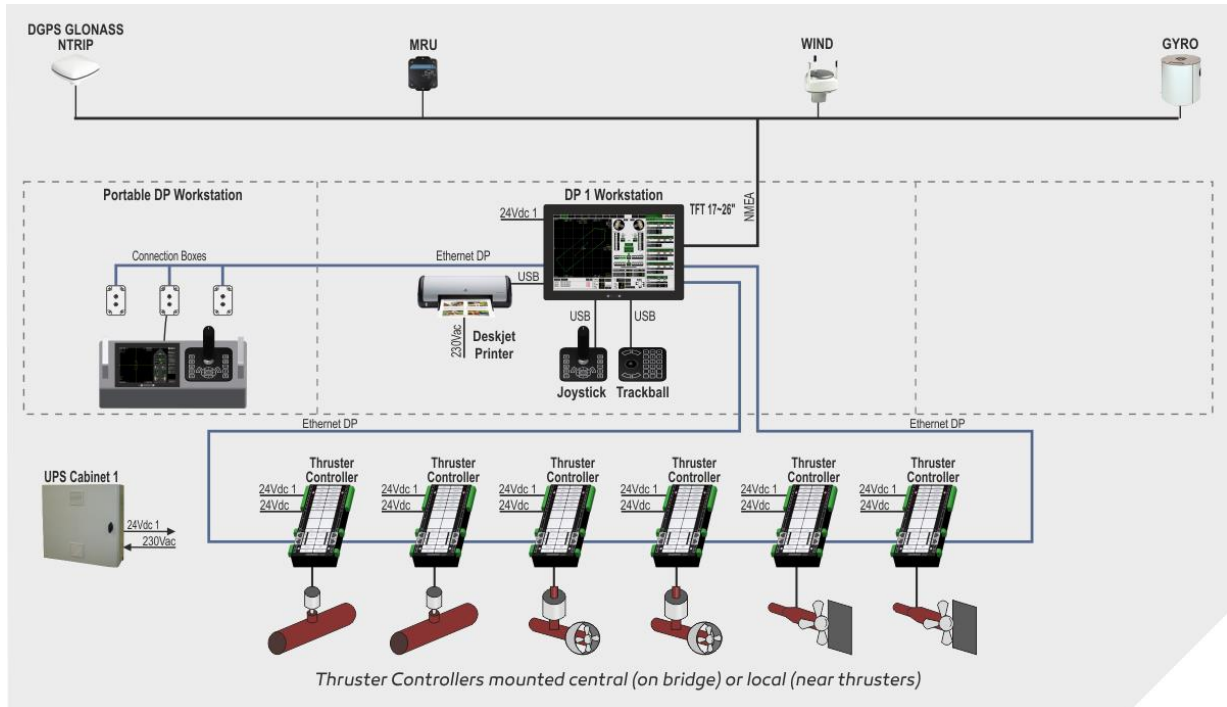 DGPS GLONASS
NTRIP
MRU
WIND
GYRO
Portable DP Workstation
DP 1 Workstation
24Vdc 1
TFT 17~26"
NMEA
Connection Boxes
Ethernet DP
USB
230Vac
Deskjet
Printer
USB
USB
Joystick
Trackball
Ethernet DP
Ethernet DP
UPS Cabinet 1
24Vdc 1
230Vac
Thruster
Controller
24Vdc 1
24Vdc
Thruster
Controller
24Vdc 1
24Vdc
Thruster
Controller
24Vdc 1
24Vdc
Thruster
Controller
24Vdc 1
24Vdc
Thruster
Controller
24Vdc 1
24Vdc
Thruster
Controller
24Vdc 1
24Vdc
Thruster Controllers mounted central (on bridge) or local (near thrusters)